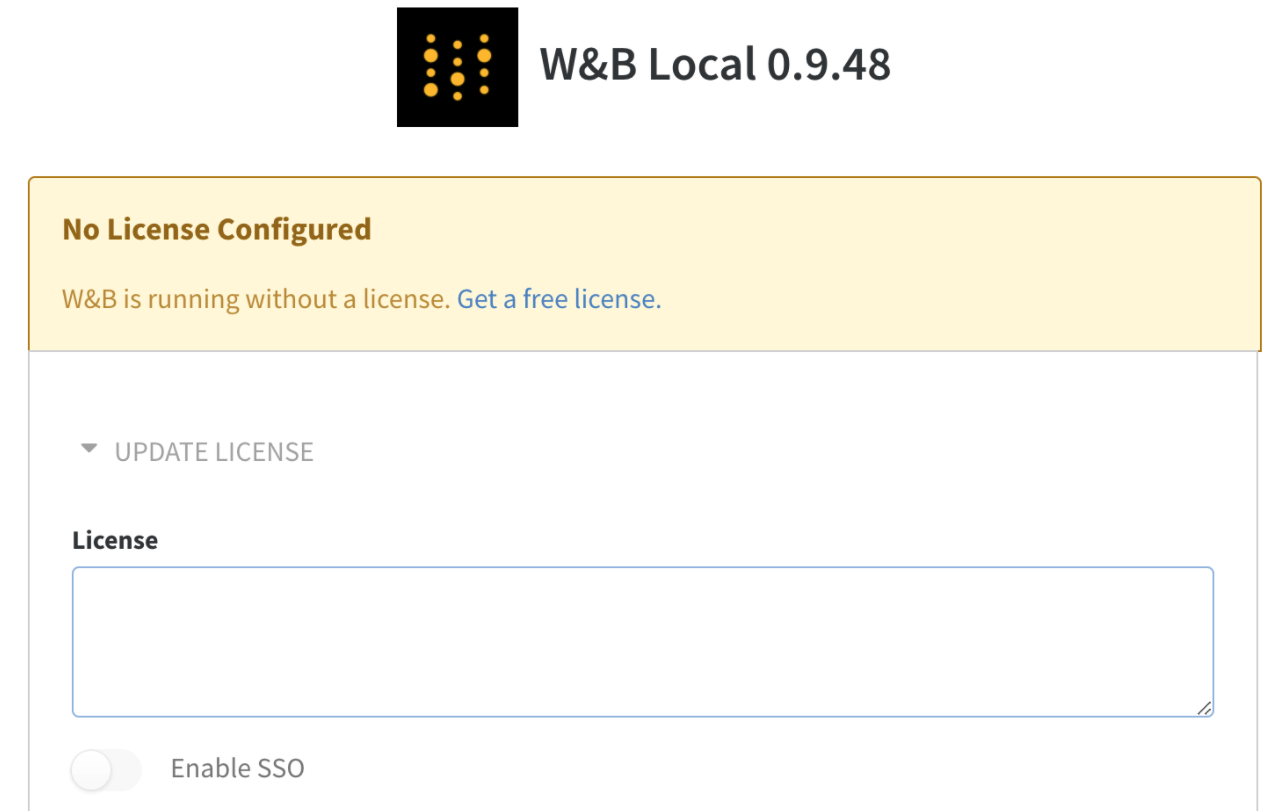 W&B Local 0.9.48
No License Configured
W&B is running without a license. Get a free license.
UPDATE LICENSE
License
Enable SSO